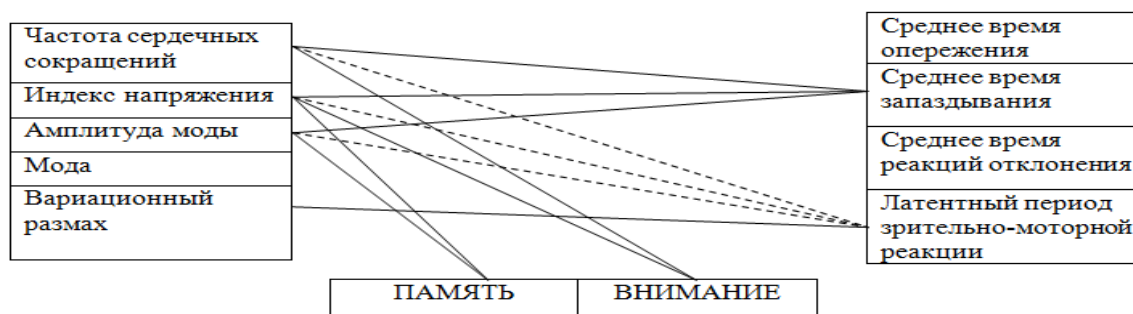 Частота сердечных
сокращений
Индекс напряжения
Амплитуда моды
Мода
Вариационный
размах
Среднее время
опережения
Среднее время
запаздывания
Среднее время
реакций отклонения
Латентный период
зрительно-моторной
реакции
ПАМЯТЬ
ВНИМАНИЕ